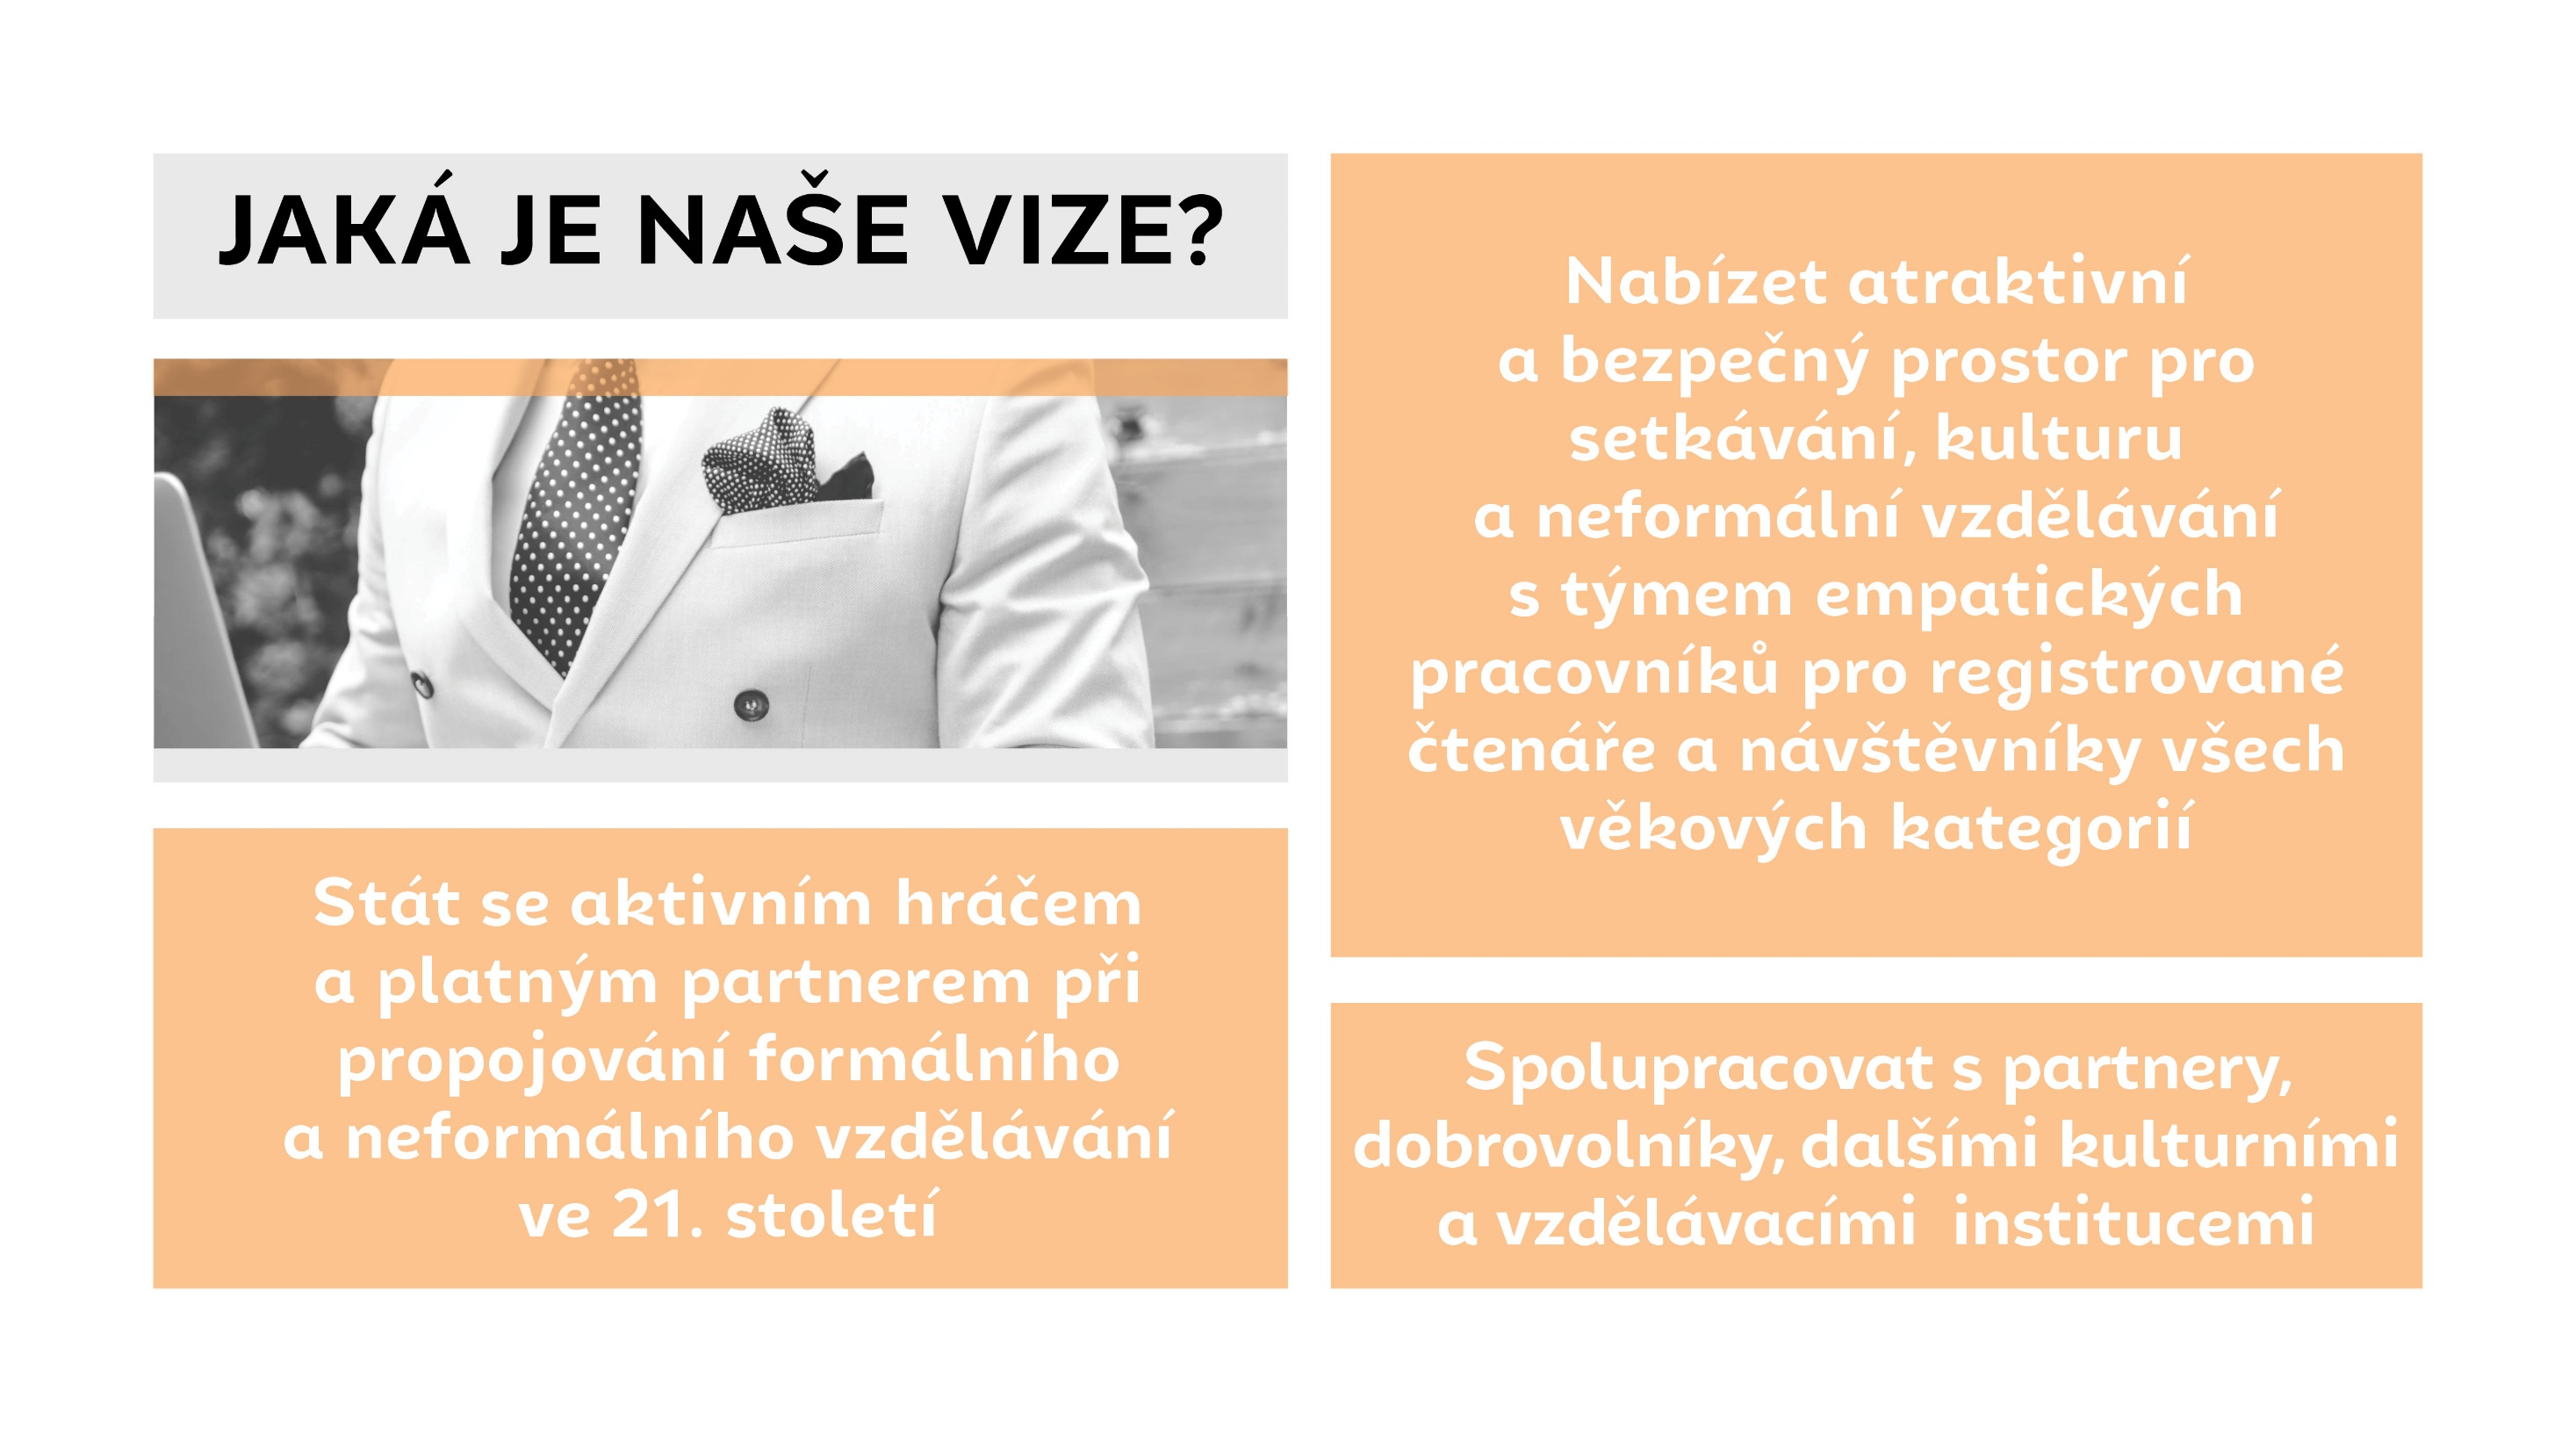 JAKÁ JE NAŠE VIZE?
Stát se aktivním hráčem
a platným partnerem při
propojování formálního
a neformálního vzdělávání
ve 21. století
Nabízet atraktivní
a bezpečný prostor pro
setkávání, kulturu
a neformální vzdělávání
s týmem empatických
pracovníků pro registrované
čtenáře a návštěvníky všech
věkových kategorií
Spolupracovat s partnery,
dobrovolníky, dalšími kulturními
a vzdělávacími  institucemi